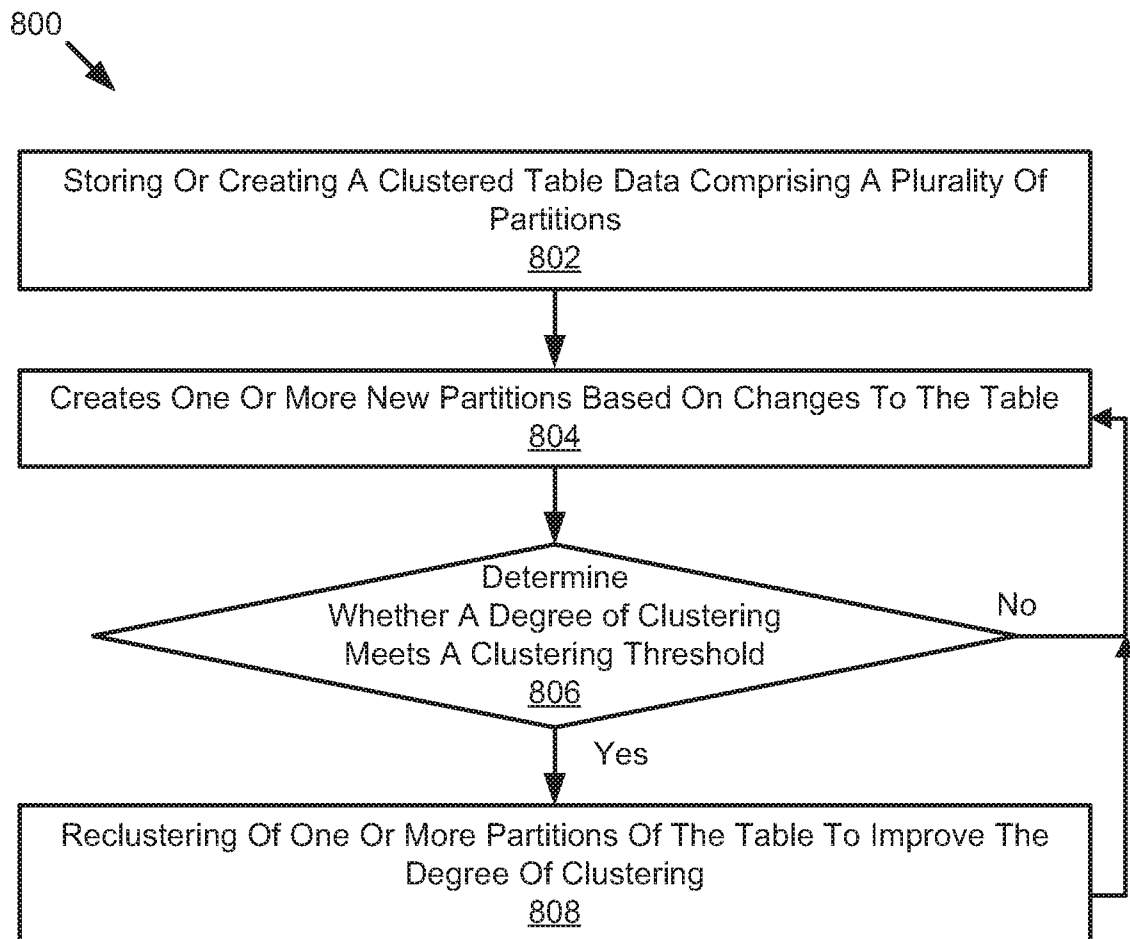 800
Storing Or Creating A Clustered Table Data Comprising A Plurality Of
Partitions
802
Creates One Or More New Partitions Based On Changes To The Table
804
Determine
Whether A Degree of Clustering
Meets A Clustering Threshold
806
No
Yes
Reclustering Of One Or More Partitions Of The Table To Improve The
Degree Of Clustering
808